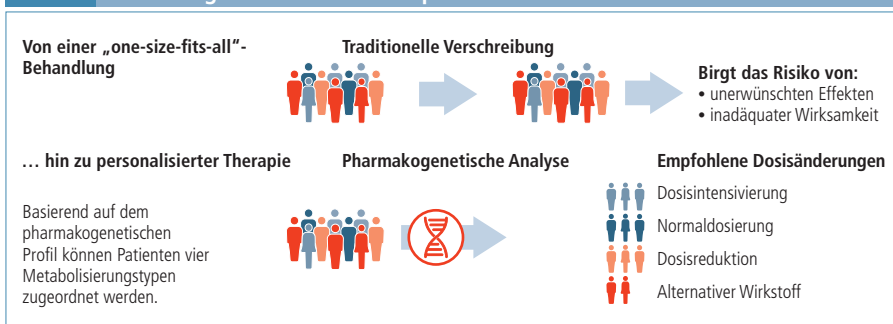 Von einer „one-size-fits-all“-
Behandlung
Traditionelle Verschreibung
Birgt das Risiko von:
• unerwünschten Effekten
• inadäquater Wirksamkeit
… hin zu personalisierter Therapie
Pharmakogenetische Analyse
Empfohlene Dosisänderungen
Basierend auf dem
pharmakogenetischen
Profil können Patienten vier
Metabolisierungstypen
zugeordnet werden.
Dosisintensivierung
Normaldosierung
Dosisreduktion
Alternativer Wirkstoff